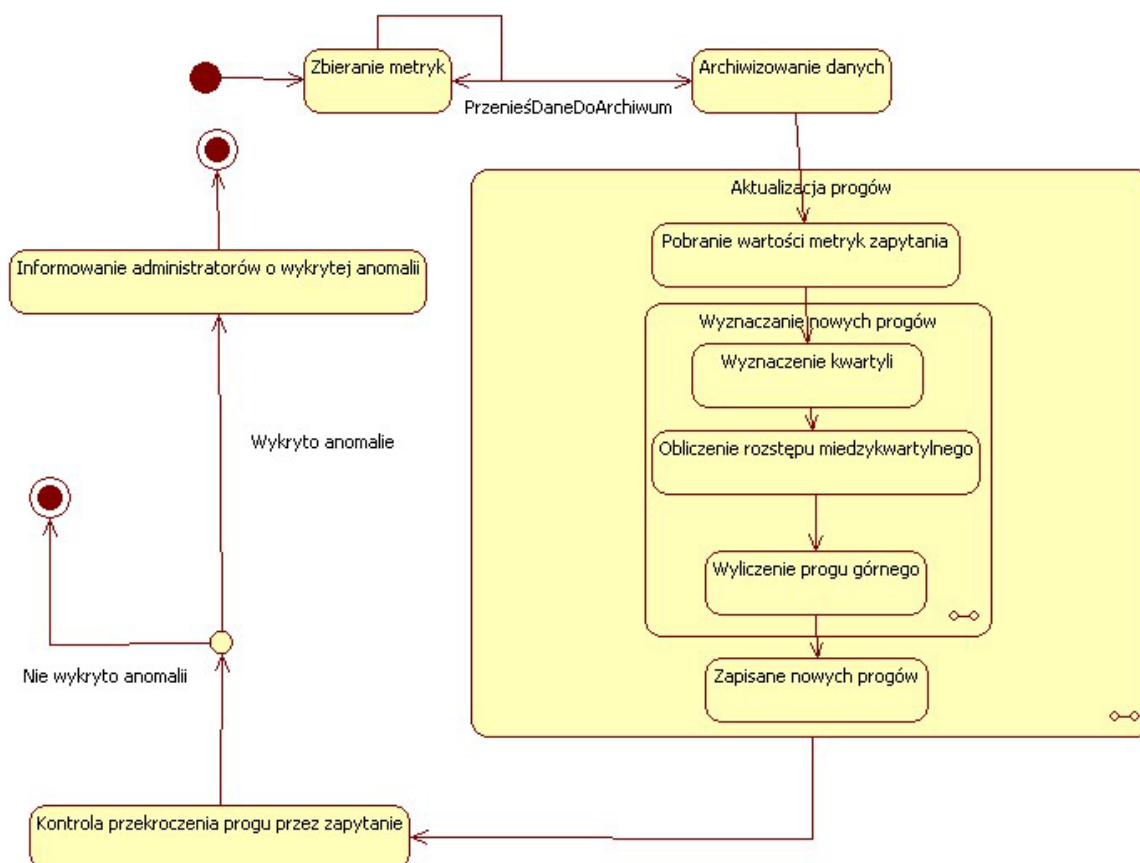 Zbieranie metryk
Archiwizowanie danych
PrzenieśDaneDoArchiwum
Aktualizacja progów
Pobranie wartości metryk zapytania
Informowanie administratorów o wykrytej anomalii
Wyznaczanie nowych progów
Wyznaczenie kwartyli
Wykryto anomalie
Obliczenie rozstępu miedzykwartylnego
Wyliczenie progu górnego
Nie wykryto anomalii
Zapisane nowych progów
Kontrola przekroczenia progu przez zapytanie